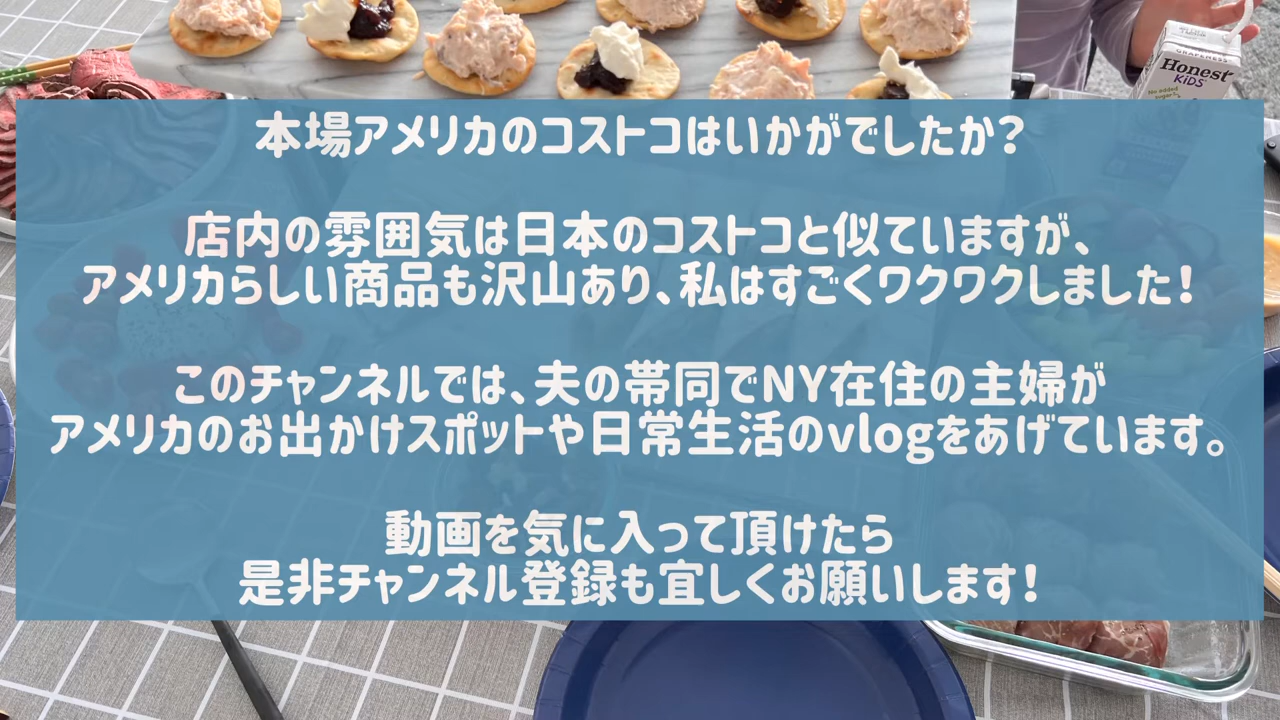 Honest
KiDS
本場アメリカのコストコはいかがでしたか?
店内の雰囲気は日本のコストコと似ていますが、
アメリカらしい商品も沢山あり、私はすごくワクワクしました!
このチャンネルでは、夫の帯同でNY在住の主婦が
アメリカのお出かけスポットや日常生活のvlogをあげています。
動画を気に入って頂けたら
是非チャンネル登録も宜しくお願いします!